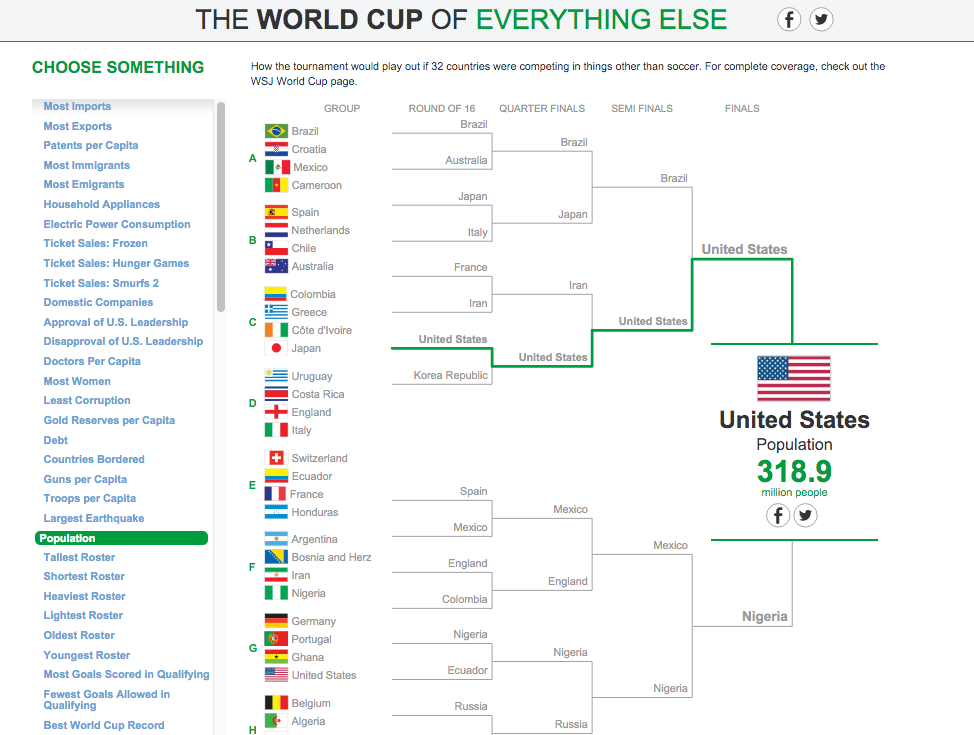 THE WORLD CUP OF EVERYTHING ELSE
CHOOSE SOMETHING
Most Imports
Most Exports
Patents per Capita
Most Immigrants
Most Emigrants
Household Appliances
Electric Power Consumption
Ticket Sales: Frozen
Ticket Sales: Hunger Games
Ticket Sales: Smurfs 2
Domestic Companies
Approval of U.S. Leadership
Disapproval of U.S. Leadership
Doctors Per Capita
Most Women
Least Corruption
Gold Reserves per Capita
Debt
Countries Bordered
Guns per Capita
Troops per Capita
Largest Earthquake
Population
Tallest Roster
Shortest Roster
Heaviest Roster
Lightest Roster
Oldest Roster
Youngest Roster
Most Goals Scored in Qualifying
Fewest Goals Allowed in
Qualifying
Best World Cup Record
How the tournament would play out if 32 countries were competing in things other than soccer. For complete coverage, check out the
WSJ World Cup page.
GROUP
A
Brazil
Croatia
Mexico
Cameroon
B
Spain
Netherlands
Chile
Australia
C
Colombia
Greece
Côte d'Ivoire
Japan
D
Uruguay
Costa Rica
England
Italy
E
Switzerland
Ecuador
France
Honduras
F
Argentina
Bosnia and Herz
Iran
Nigeria
G
Germany
Portugal
Ghana
United States
H
Belgium
Algeria
ROUND OF 16
Brazil
Australia
Japan
Italy
France
Iran
United States
Korea Republic
Spain
Mexico
England
Colombia
Nigeria
Ecuador
Russia
QUARTER FINALS
Brazil
Japan
Iran
United States
Mexico
England
Nigeria
Russia
SEMI FINALS
Brazil
United States
Mexico
Nigeria
FINALS
United States
Nigeria
United States
Population
318.9
million people